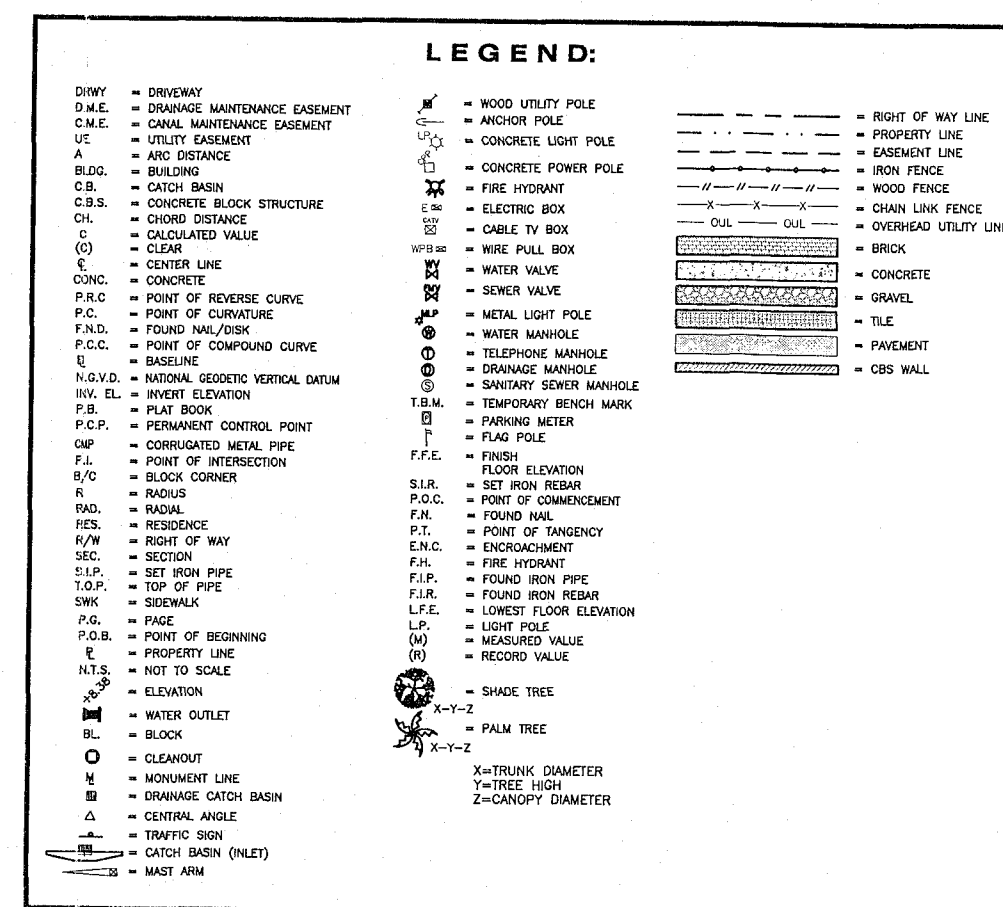 LEGEND:
DRWY = DRIVEWAY
D.M.E. = DRAINAGE MAINTENANCE EASEMENT
C.M.E. = CANAL MAINTENANCE EASEMENT
UE = UTILITY EASEMENT
A = ARC DISTANCE
BLDG. = BUILDING
C.B. = CATCH BASIN
C.B.S. = CONCRETE BLOCK STRUCTURE
CH. = CHORD DISTANCE
C = CALCULATED VALUE
(C) = CLEAR
℄ = CENTER LINE
CONC. = CONCRETE
P.R.C = POINT OF REVERSE CURVE
P.C. = POINT OF CURVATURE
F.N.D. = FOUND NAIL/DISK
P.C.C. = POINT OF COMPOUND CURVE
= BASELINE
N.G.V.D. = NATIONAL GEODETIC VERTICAL DATUM
INV. EL. = INVERT ELEVATION
P.B. = PLAT BOOK
P.C.P. = PERMANENT CONTROL POINT
CMP = CORRUGATED METAL PIPE
P.I. = POINT OF INTERSECTION
B/C = BLOCK CORNER
R = RADIUS
RAD. = RADIAL
RES. = RESIDENCE
R/W = RIGHT OF WAY
SEC. = SECTION
S.I.P. = SET IRON PIPE
T.O.P. = TOP OF PIPE
SWK = SIDEWALK
P.G. = PAGE
P.O.B. = POINT OF BEGINNING
⅊ = PROPERTY LINE
N.T.S. = NOT TO SCALE
×8.38 = ELEVATION
= WATER OUTLET
BL. = BLOCK
= CLEANOUT
= MONUMENT LINE
= DRAINAGE CATCH BASIN
Δ = CENTRAL ANGLE
= TRAFFIC SIGN
= CATCH BASIN (INLET)
= MAST ARM
= WOOD UTILITY POLE
= ANCHOR POLE
LP = CONCRETE LIGHT POLE
= CONCRETE POWER POLE
= FIRE HYDRANT
E = ELECTRIC BOX
CATV = CABLE TV BOX
WPB = WIRE PULL BOX
WV = WATER VALVE
= SEWER VALVE
MLP = METAL LIGHT POLE
W = WATER MANHOLE
T = TELEPHONE MANHOLE
D = DRAINAGE MANHOLE
S = SANITARY SEWER MANHOLE
T.B.M. = TEMPORARY BENCH MARK
P = PARKING METER
= FLAG POLE
F.F.E. = FINISH
FLOOR ELEVATION
S.I.R. = SET IRON REBAR
P.O.C. = POINT OF COMMENCEMENT
F.N. = FOUND NAIL
P.T. = POINT OF TANGENCY
E.N.C. = ENCROACHMENT
F.H. = FIRE HYDRANT
F.I.P. = FOUND IRON PIPE
F.I.R. = FOUND IRON REBAR
L.F.E. = LOWEST FLOOR ELEVATION
L.P. = LIGHT POLE
(M) = MEASURED VALUE
(R) = RECORD VALUE
= SHADE TREE
X-Y-Z
= PALM TREE
X-Y-Z
X=TRUNK DIAMETER
Y=TREE HIGH
Z=CANOPY DIAMETER
= RIGHT OF WAY LINE
= PROPERTY LINE
= EASEMENT LINE
= IRON FENCE
// // // // = WOOD FENCE
X X X = CHAIN LINK FENCE
OUL OUL = OVERHEAD UTILITY LINE
= BRICK
= CONCRETE
= GRAVEL
= TILE
= PAVEMENT
= CBS WALL